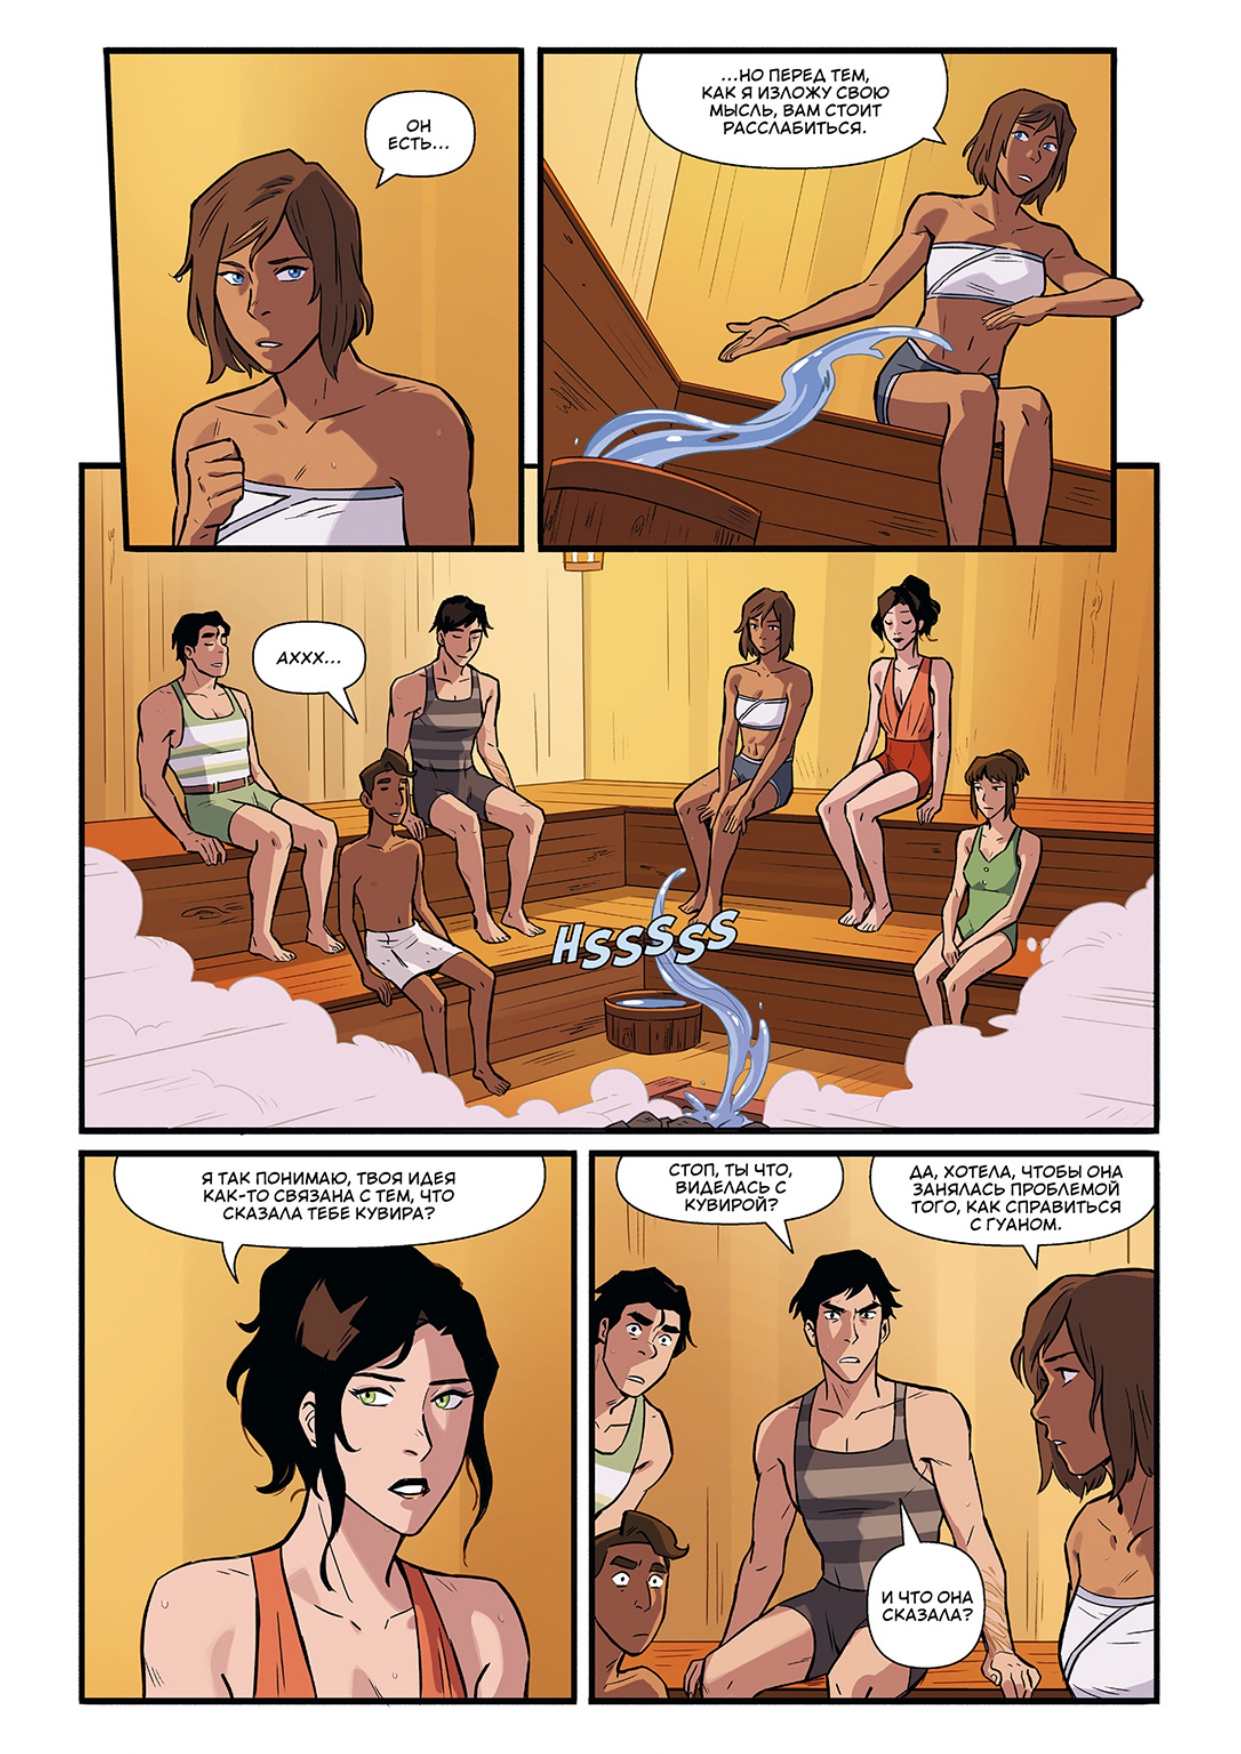 ОН
ЕСТЬ...
...НО ПЕРЕД ТЕМ,
КАК Я ИЗЛОЖУ СВОЮ
МЫСЛЬ, ВАМ СТОИТ
РАССЛАБИТЬСЯ.
АХХХ...
HSSSSSS
Я ТАК ПОНИМАЮ, ТВОЯ ИДЕЯ
КАК-ТО СВЯЗАНА С ТЕМ, ЧТО
СКАЗАЛА ТЕБЕ КУВИРА?
СТОП, ТЫ ЧТО,
ВИДЕЛАСЬ С
КУВИРОЙ?
ДА, ХОТЕЛА, ЧТОБЫ ОНА
ЗАНЯЛАСЬ ПРОБЛЕМОЙ
ТОГО, КАК СПРАВИТЬСЯ
С ГУАНОМ.
И ЧТО ОНА
СКАЗАЛА?